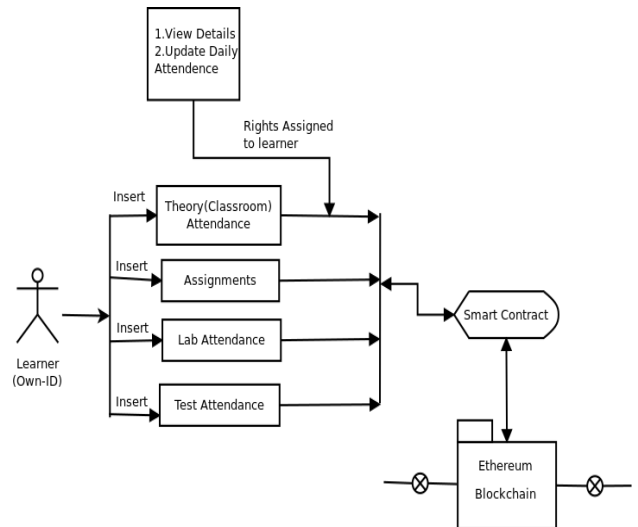 1.View Details
2.Update Daily
Attendence
Rights Assigned
to learner
Insert
Theory(Classroom)
Attendance
Insert
Assignments
Insert
Lab Attendance
Insert
Test Attendance
Learner
(Own-ID)
Smart Contract
Ethereum
Blockchain